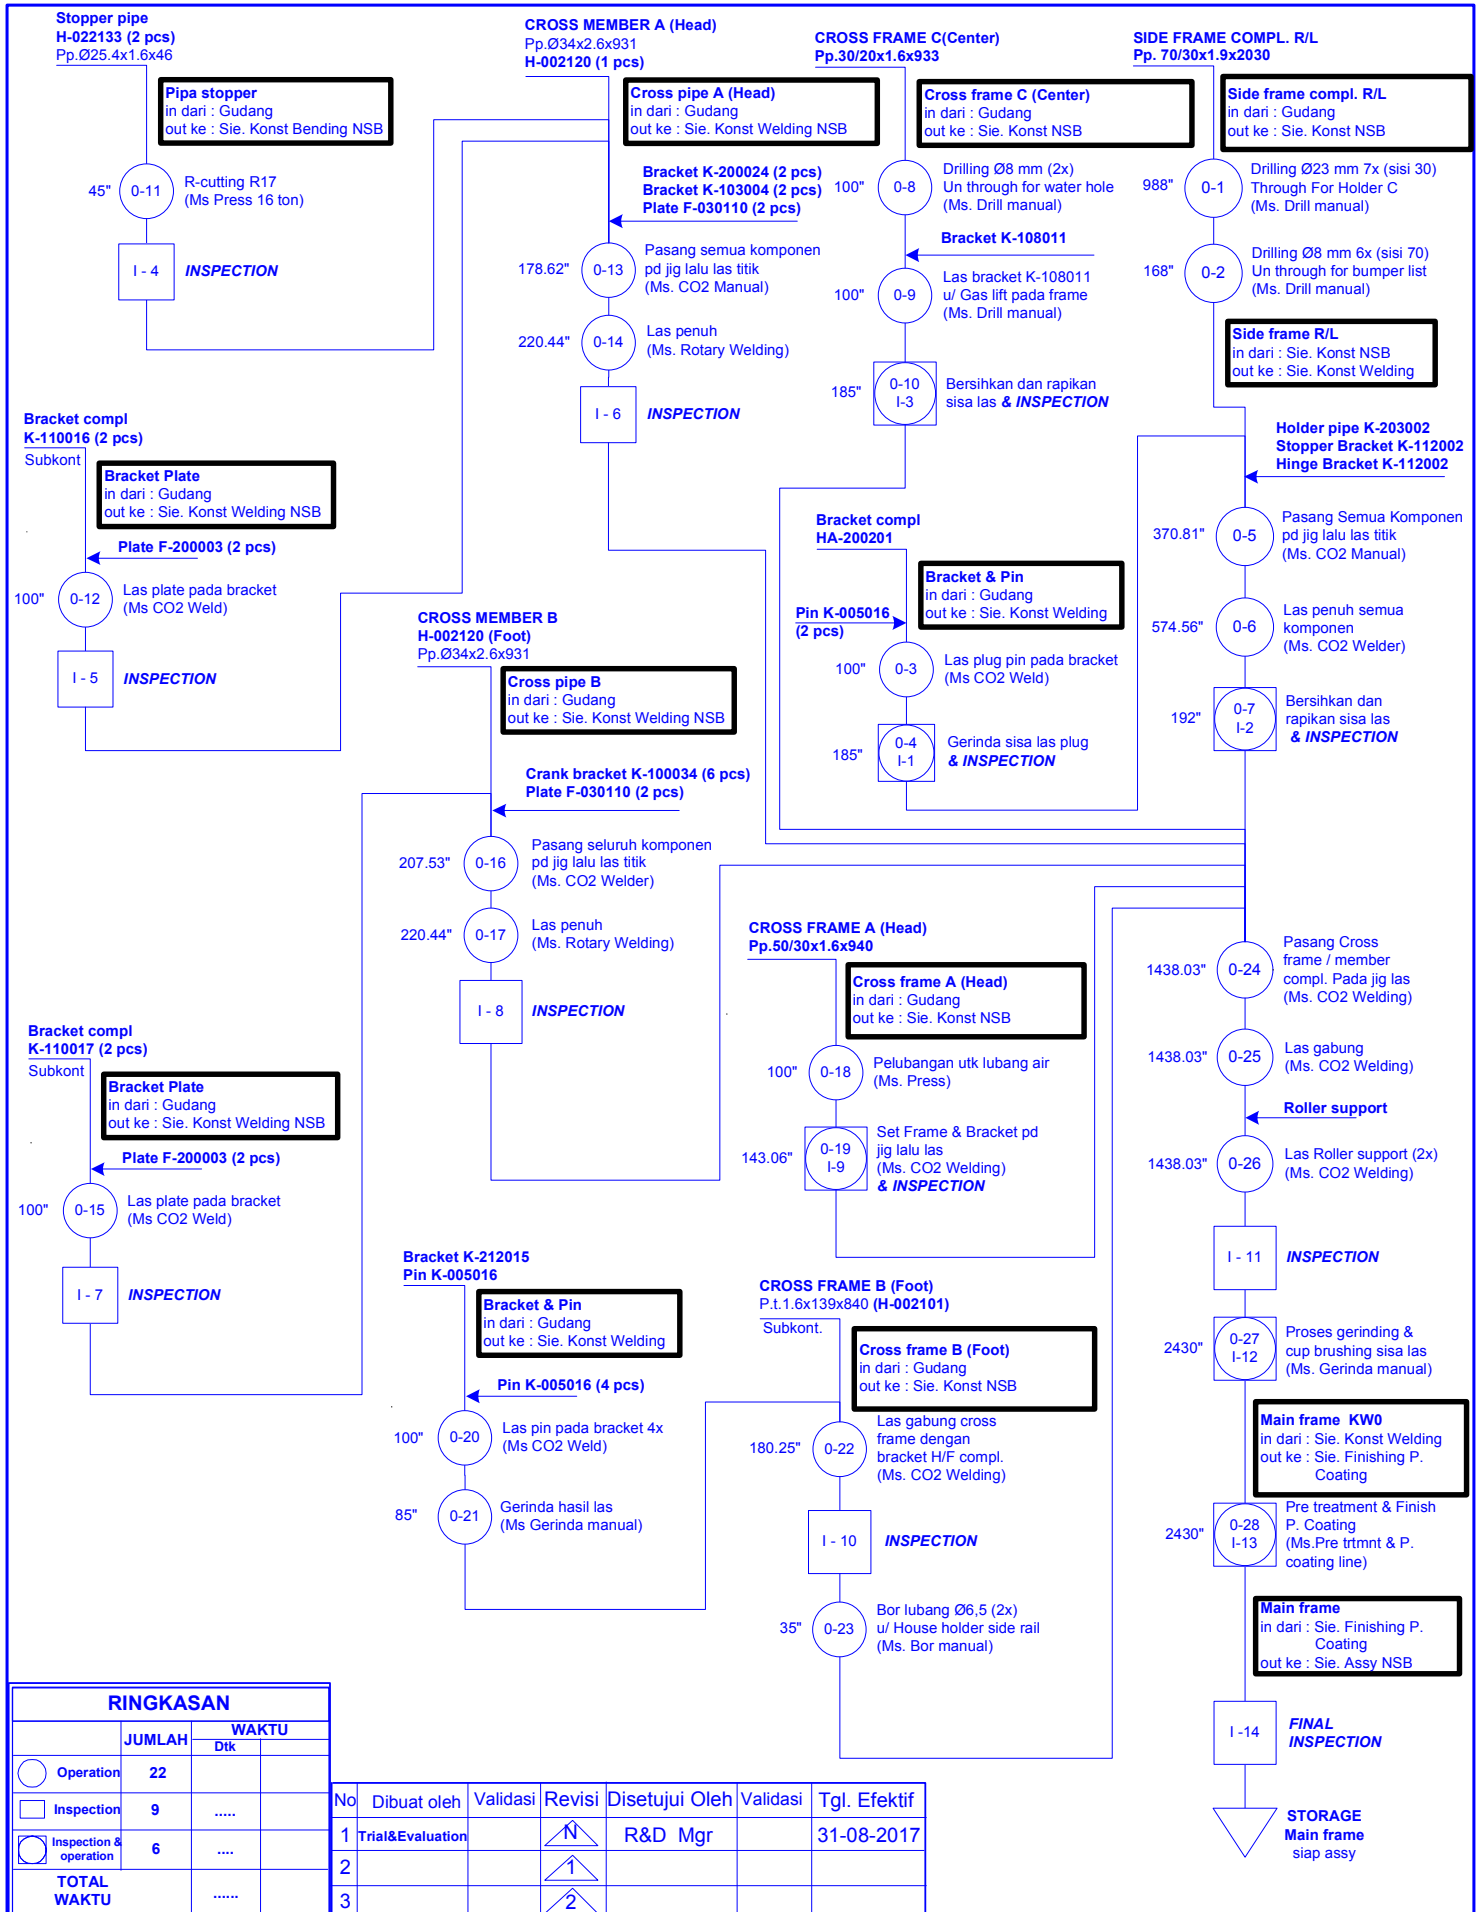 Stopper pipe
H-022133 (2 pcs)
Pp.Ø25.4x1.6x46
Pipa stopper
in dari : Gudang
out ke : Sie. Konst Bending NSB
45" 0-11 R-cutting R17
(Ms Press 16 ton)
I - 4 INSPECTION
CROSS MEMBER A (Head)
Pp.Ø34x2.6x931
H-002120 (1 pcs)
Cross pipe A (Head)
in dari : Gudang
out ke : Sie. Konst Welding NSB
Bracket K-200024 (2 pcs)
Bracket K-103004 (2 pcs)
Plate F-030110 (2 pcs)
178.62" 0-13 Pasang semua komponen
pd jig lalu las titik
(Ms. CO2 Manual)
220.44" 0-14 Las penuh
(Ms. Rotary Welding)
I - 6 INSPECTION
CROSS FRAME C(Center)
Pp.30/20x1.6x933
Cross frame C (Center)
in dari : Gudang
out ke : Sie. Konst NSB
100" 0-8 Drilling Ø8 mm (2x)
Un through for water hole
(Ms. Drill manual)
Bracket K-108011
100" 0-9 Las bracket K-108011
u/ Gas lift pada frame
(Ms. Drill manual)
185" 0-10 I-3 Bersihkan dan rapikan
sisa las & INSPECTION
SIDE FRAME COMPL. R/L
Pp. 70/30x1.9x2030
Side frame compl. R/L
in dari : Gudang
out ke : Sie. Konst NSB
988" 0-1 Drilling Ø23 mm 7x (sisi 30)
Through For Holder C
(Ms. Drill manual)
168" 0-2 Drilling Ø8 mm 6x (sisi 70)
Un through for bumper list
(Ms. Drill manual)
Side frame R/L
in dari : Sie. Konst NSB
out ke : Sie. Konst Welding
Holder pipe K-203002
Stopper Bracket K-112002
Hinge Bracket K-112002
370.81" 0-5 Pasang Semua Komponen
pd jig lalu las titik
(Ms. CO2 Manual)
574.56" 0-6 Las penuh semua
komponen
(Ms. CO2 Welder)
192" 0-7 I-2 Bersihkan dan
rapikan sisa las
& INSPECTION
Bracket compl
K-110016 (2 pcs)
Subkont
Bracket Plate
in dari : Gudang
out ke : Sie. Konst Welding NSB
Plate F-200003 (2 pcs)
100" 0-12 Las plate pada bracket
(Ms CO2 Weld)
I - 5 INSPECTION
Bracket compl
HA-200201
Bracket & Pin
in dari : Gudang
out ke : Sie. Konst Welding
Pin K-005016
(2 pcs)
100" 0-3 Las plug pin pada bracket
(Ms CO2 Weld)
185" 0-4 I-1 Gerinda sisa las plug
& INSPECTION
CROSS MEMBER B
H-002120 (Foot)
Pp.Ø34x2.6x931
Cross pipe B
in dari : Gudang
out ke : Sie. Konst Welding NSB
Crank bracket K-100034 (6 pcs)
Plate F-030110 (2 pcs)
207.53" 0-16 Pasang seluruh komponen
pd jig lalu las titik
(Ms. CO2 Welder)
220.44" 0-17 Las penuh
(Ms. Rotary Welding)
I - 8 INSPECTION
CROSS FRAME A (Head)
Pp.50/30x1.6x940
Cross frame A (Head)
in dari : Gudang
out ke : Sie. Konst NSB
100" 0-18 Pelubangan utk lubang air
(Ms. Press)
143.06" 0-19 I-9 Set Frame & Bracket pd
jig lalu las
(Ms. CO2 Welding)
& INSPECTION
1438.03" 0-24 Pasang Cross
frame / member
compl. Pada jig las
(Ms. CO2 Welding)
1438.03" 0-25 Las gabung
(Ms. CO2 Welding)
Roller support
1438.03" 0-26 Las Roller support (2x)
(Ms. CO2 Welding)
I - 11 INSPECTION
2430" 0-27 I-12 Proses gerinding &
cup brushing sisa las
(Ms. Gerinda manual)
Main frame KW0
in dari : Sie. Konst Welding
out ke : Sie. Finishing P.
Coating
2430" 0-28 I-13 Pre treatment & Finish
P. Coating
(Ms.Pre trtmnt & P.
coating line)
Main frame
in dari : Sie. Finishing P.
Coating
out ke : Sie. Assy NSB
I -14 FINAL
INSPECTION
STORAGE
Main frame
siap assy
Bracket compl
K-110017 (2 pcs)
Subkont
Bracket Plate
in dari : Gudang
out ke : Sie. Konst Welding NSB
Plate F-200003 (2 pcs)
100" 0-15 Las plate pada bracket
(Ms CO2 Weld)
I - 7 INSPECTION
Bracket K-212015
Pin K-005016
Bracket & Pin
in dari : Gudang
out ke : Sie. Konst Welding
Pin K-005016 (4 pcs)
100" 0-20 Las pin pada bracket 4x
(Ms CO2 Weld)
85" 0-21 Gerinda hasil las
(Ms Gerinda manual)
CROSS FRAME B (Foot)
P.t.1.6x139x840 (H-002101)
Subkont.
Cross frame B (Foot)
in dari : Gudang
out ke : Sie. Konst NSB
180.25" 0-22 Las gabung cross
frame dengan
bracket H/F compl.
(Ms. CO2 Welding)
I - 10 INSPECTION
35" 0-23 Bor lubang Ø6,5 (2x)
u/ House holder side rail
(Ms. Bor manual)
RINGKASAN
JUMLAH WAKTU
Dtk
Operation 22
Inspection 9 .....
Inspection &
operation 6 ....
TOTAL
WAKTU ......
No Dibuat oleh Validasi Revisi Disetujui Oleh Validasi Tgl. Efektif
1 Trial&Evaluation N R&D Mgr 31-08-2017
2 1
3 2